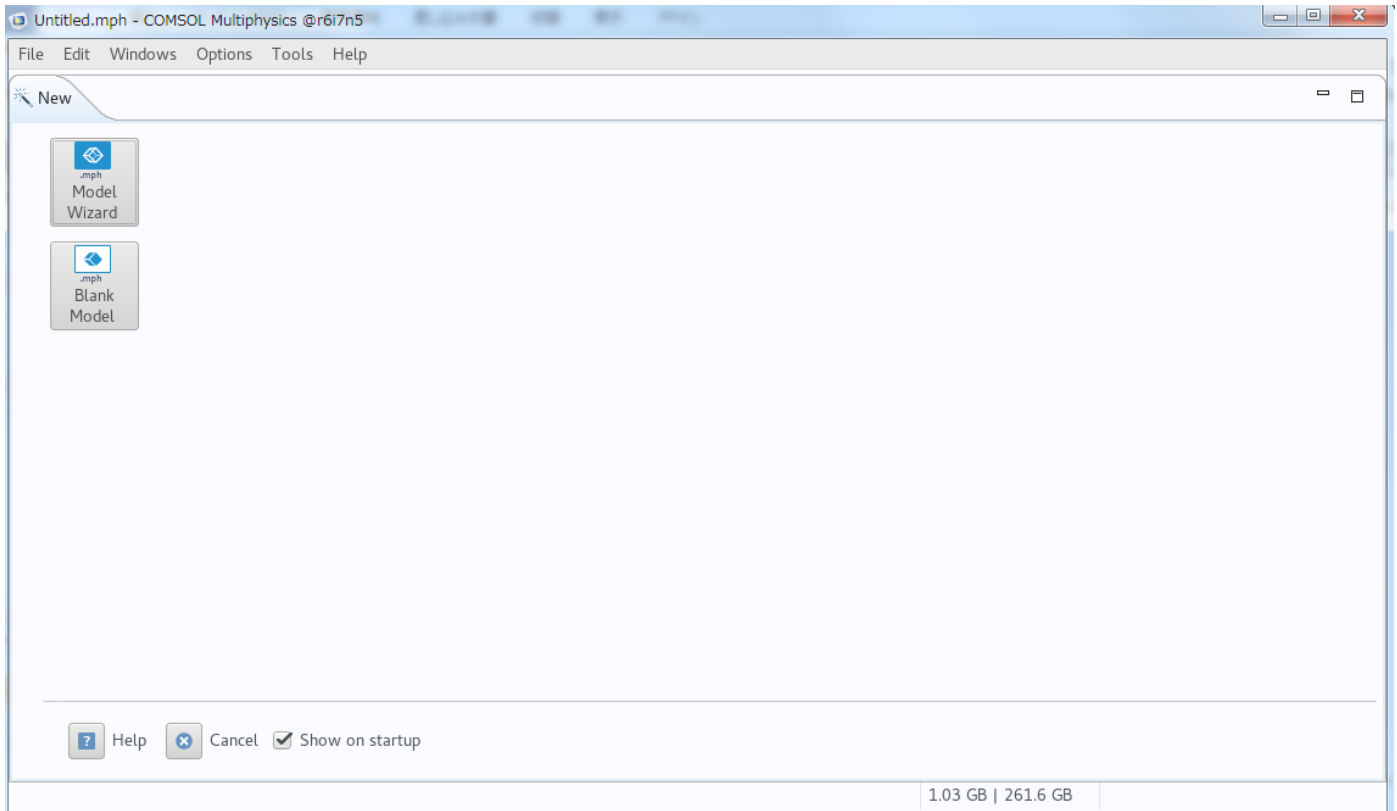 Untitled.mph - COMSOL Multiphysics @r6i7n5
File Edit Windows Options Tools Help
New
.mph
Model
Wizard
.mph
Blank
Model
? Help Cancel Show on startup
1.03 GB | 261.6 GB